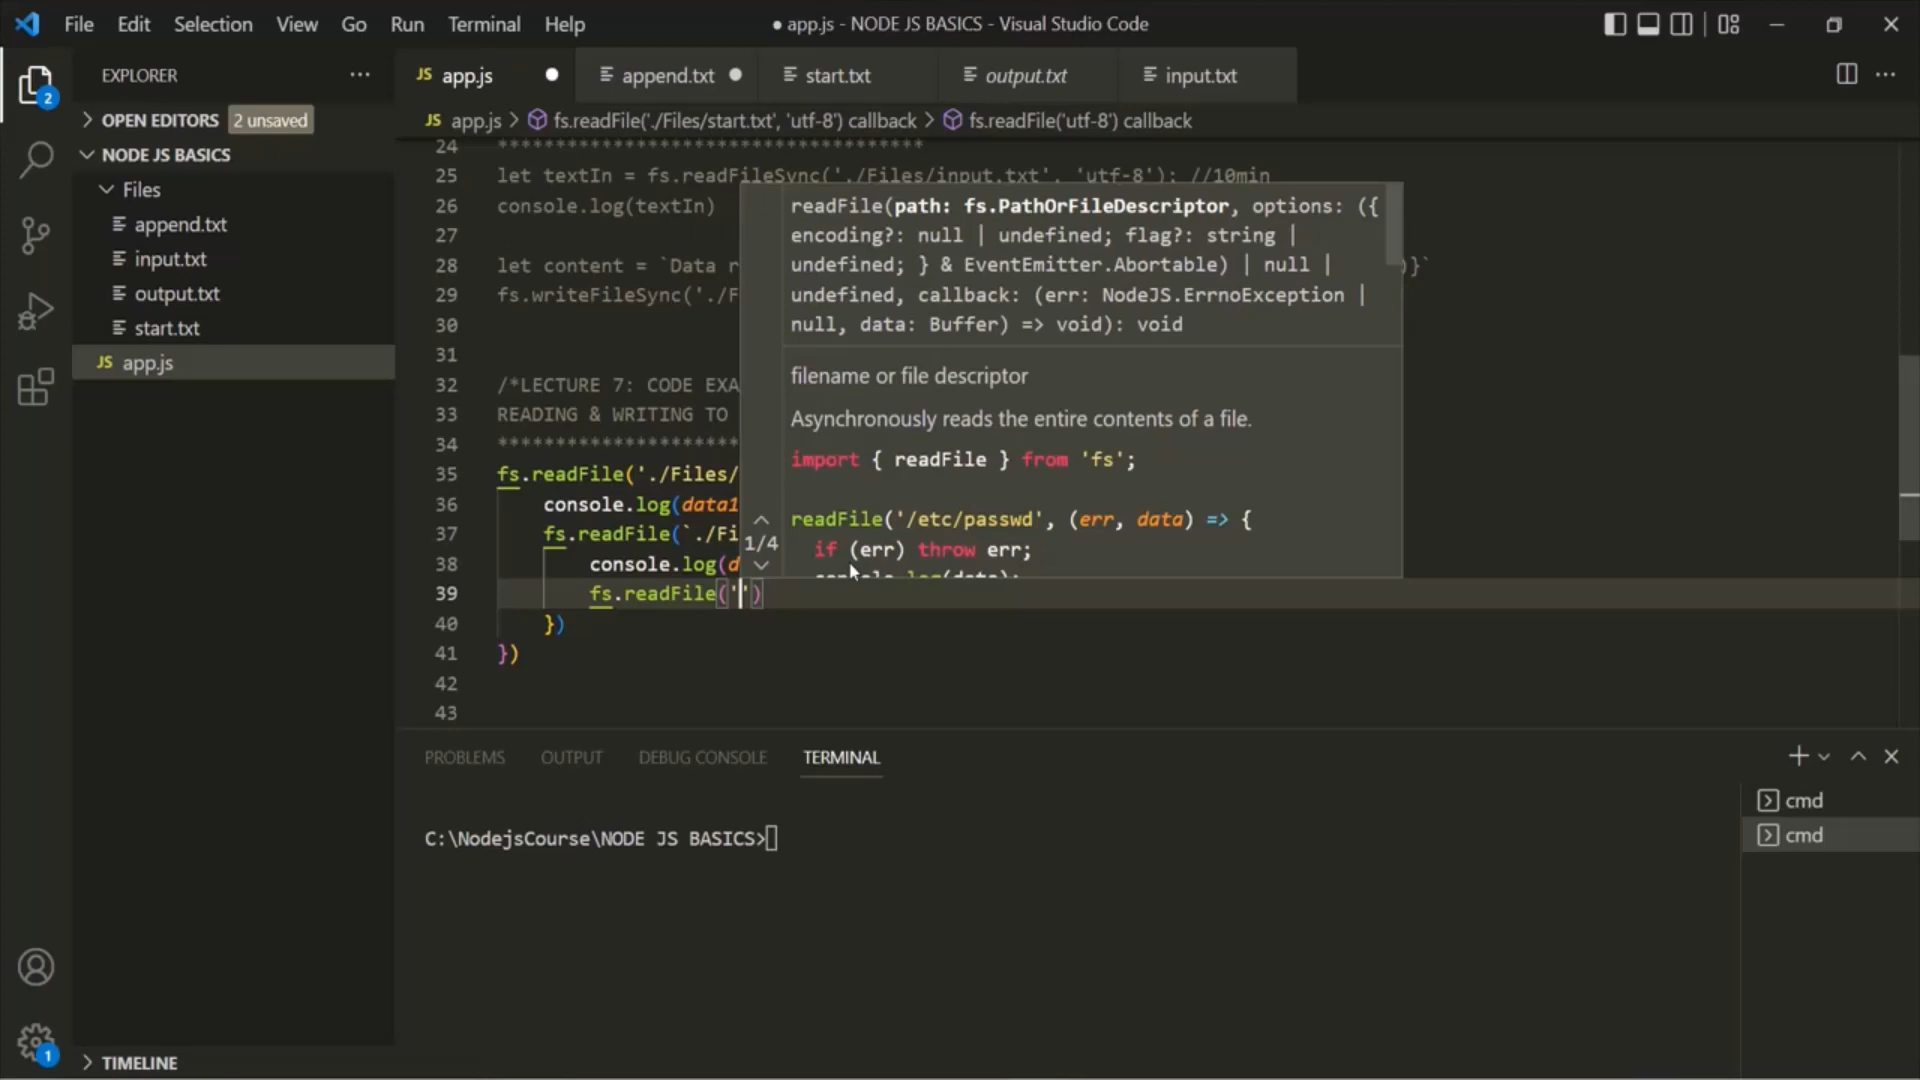 File Edit Selection View Go Run Terminal Help
● app.js - NODE JS BASICS - Visual Studio Code
EXPLORER
OPEN EDITORS 2 unsaved
NODE JS BASICS
Files
append.txt
input.txt
output.txt
start.txt
JS app.js
TIMELINE
2
1
JS app.js append.txt start.txt output.txt input.txt
JS app.js > fs.readFile('./Files/start.txt', 'utf-8') callback > fs.readFile('utf-8') callback
24 *************************************
25 let textIn = fs.readFileSync('./Files/input.txt', 'utf-8'); //10min
26 console.log(textIn)
27
28 let content = `Data r )}`
29 fs.writeFileSync('./F
30
31
32 /*LECTURE 7: CODE EXA
33 READING & WRITING TO
34 *********************
35 fs.readFile('./Files/
36 console.log(data1
37 fs.readFile(`./Fi
38 console.log(d
39 fs.readFile('')
40 })
41 })
42
43
readFile(path: fs.PathOrFileDescriptor, options: ({
encoding?: null | undefined; flag?: string |
undefined; } & EventEmitter.Abortable) | null |
undefined, callback: (err: NodeJS.ErrnoException |
null, data: Buffer) => void): void
filename or file descriptor
Asynchronously reads the entire contents of a file.
import { readFile } from 'fs';
readFile('/etc/passwd', (err, data) => {
if (err) throw err;
console.log(data);
1/4
PROBLEMS OUTPUT DEBUG CONSOLE TERMINAL
C:\NodejsCourse\NODE JS BASICS>
cmd
cmd